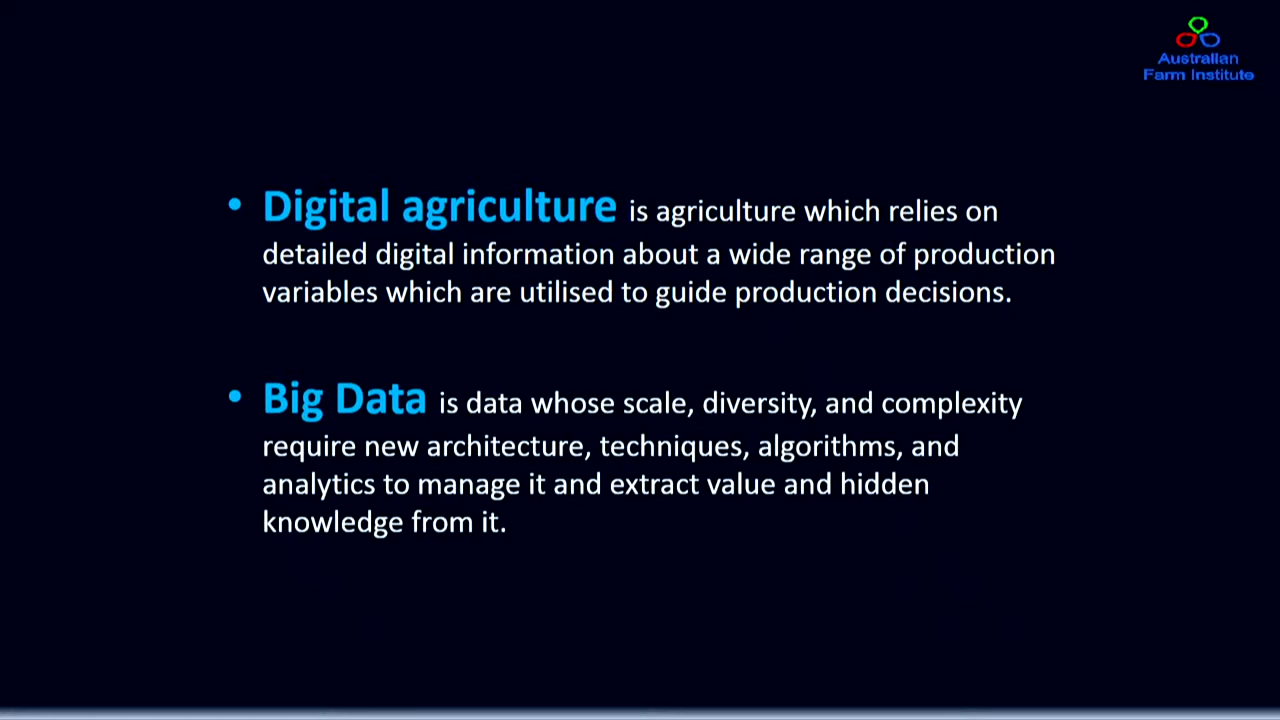 Australian
Farm Institute
• Digital agriculture is agriculture which relies on
detailed digital information about a wide range of production
variables which are utilised to guide production decisions.
• Big Data is data whose scale, diversity, and complexity
require new architecture, techniques, algorithms, and
analytics to manage it and extract value and hidden
knowledge from it.